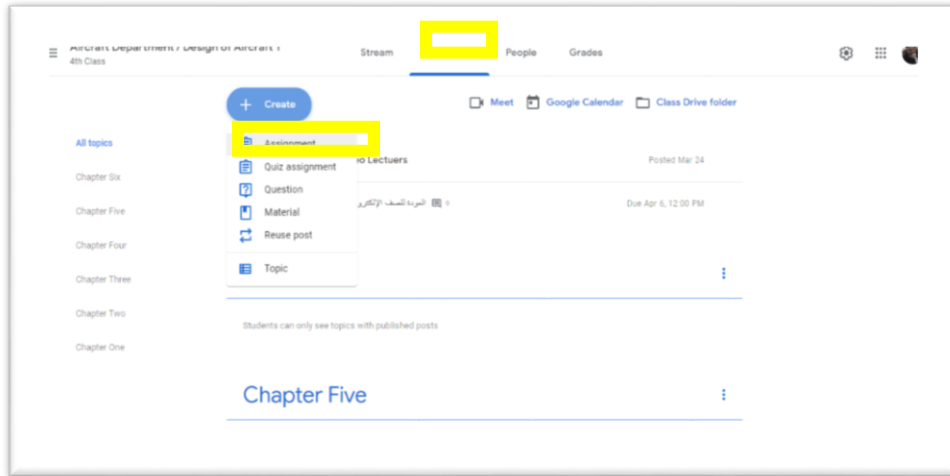 Aircraft Department / Design of Aircraft 1
4th Class
Stream
People
Grades
Create
Meet
Google Calendar
Class Drive folder
All topics
Chapter Six
Chapter Five
Chapter Four
Chapter Three
Chapter Two
Chapter One
Assignment
Quiz assignment
Question
Material
Reuse post
Topic
Lectuers
Posted Mar 24
Due Apr 6, 12:00 PM
Students can only see topics with published posts
Chapter Five